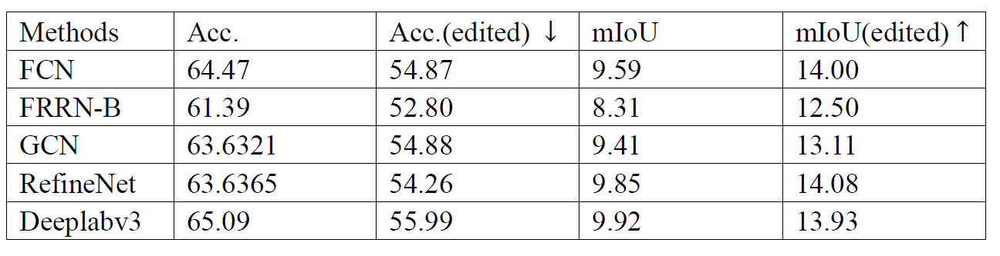 Methods Acc. Acc.(edited) ↓ mIoU mIoU(edited)↑
FCN 64.47 54.87 9.59 14.00
FRRN-B 61.39 52.80 8.31 12.50
GCN 63.6321 54.88 9.41 13.11
RefineNet 63.6365 54.26 9.85 14.08
Deeplabv3 65.09 55.99 9.92 13.93